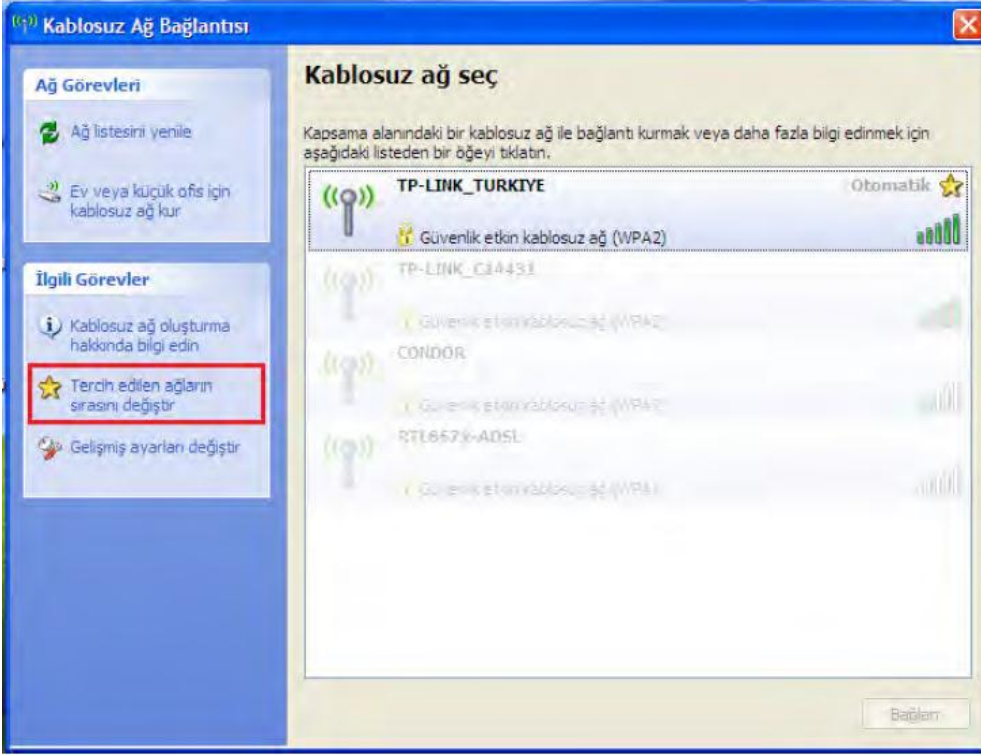 Kablosuz Ağ Bağlantısı
Ağ Görevleri
Ağ listesini yenile
Ev veya küçük ofis için
kablosuz ağ kur
İlgili Görevler
Kablosuz ağ oluşturma
hakkında bilgi edin
Tercih edilen ağların
sırasını değiştir
Gelişmiş ayarları değiştir
Kablosuz ağ seç
Kapsama alanındaki bir kablosuz ağ ile bağlantı kurmak veya daha fazla bilgi edinmek için
aşağıdaki listeden bir öğeyi tıklatın.
TP-LINK_TURKIYE
Otomatik
Güvenlik etkin kablosuz ağ (WPA2)
TP-LINK_C14431
Güvenlik etkin kablosuz ağ (WPA2)
CONDOR
Güvenlik etkin kablosuz ağ
RTL667X-ADSL
Güvenlik etkin kablosuz ağ
Bağlan